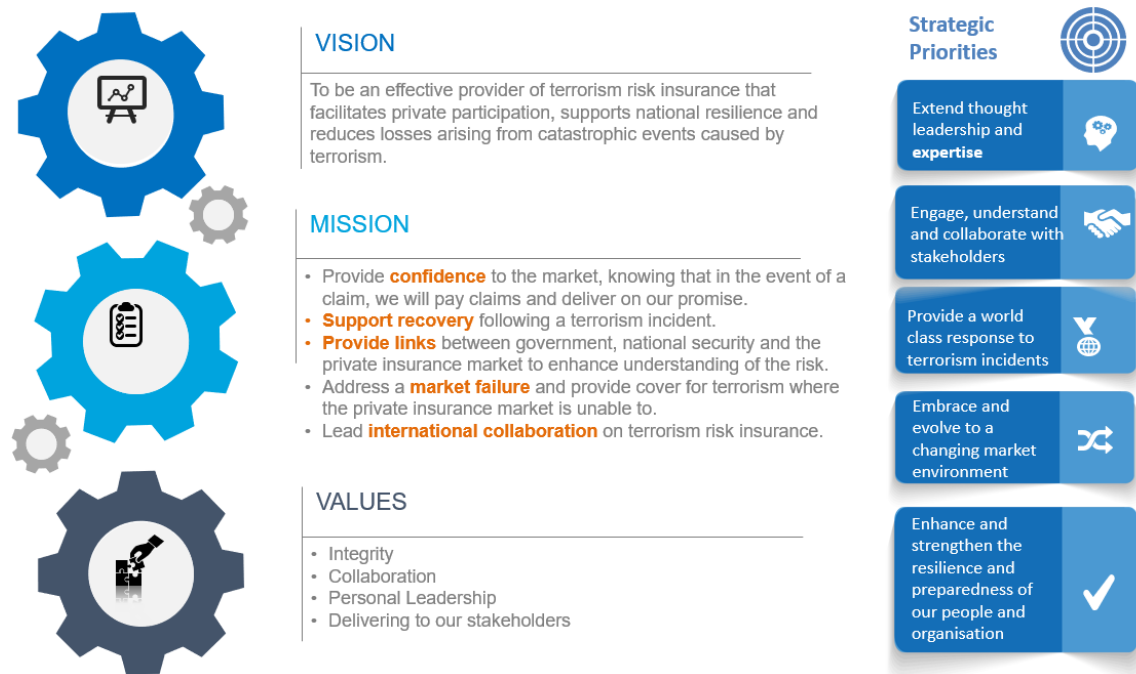 VISION
To be an effective provider of terrorism risk insurance that
facilitates private participation, supports national resilience and
reduces losses arising from catastrophic events caused by
terrorism.
MISSION
• Provide confidence to the market, knowing that in the event of a
claim, we will pay claims and deliver on our promise.
• Support recovery following a terrorism incident.
• Provide links between government, national security and the
private insurance market to enhance understanding of the risk.
• Address a market failure and provide cover for terrorism where
the private insurance market is unable to.
• Lead international collaboration on terrorism risk insurance.
VALUES
• Integrity
• Collaboration
• Personal Leadership
• Delivering to our stakeholders
Strategic
Priorities
Extend thought
leadership and
expertise
Engage, understand
and collaborate with
stakeholders
Provide a world
class response to
terrorism incidents
Embrace and
evolve to a
changing market
environment
Enhance and
strengthen the
resilience and
preparedness of
our people and
organisation